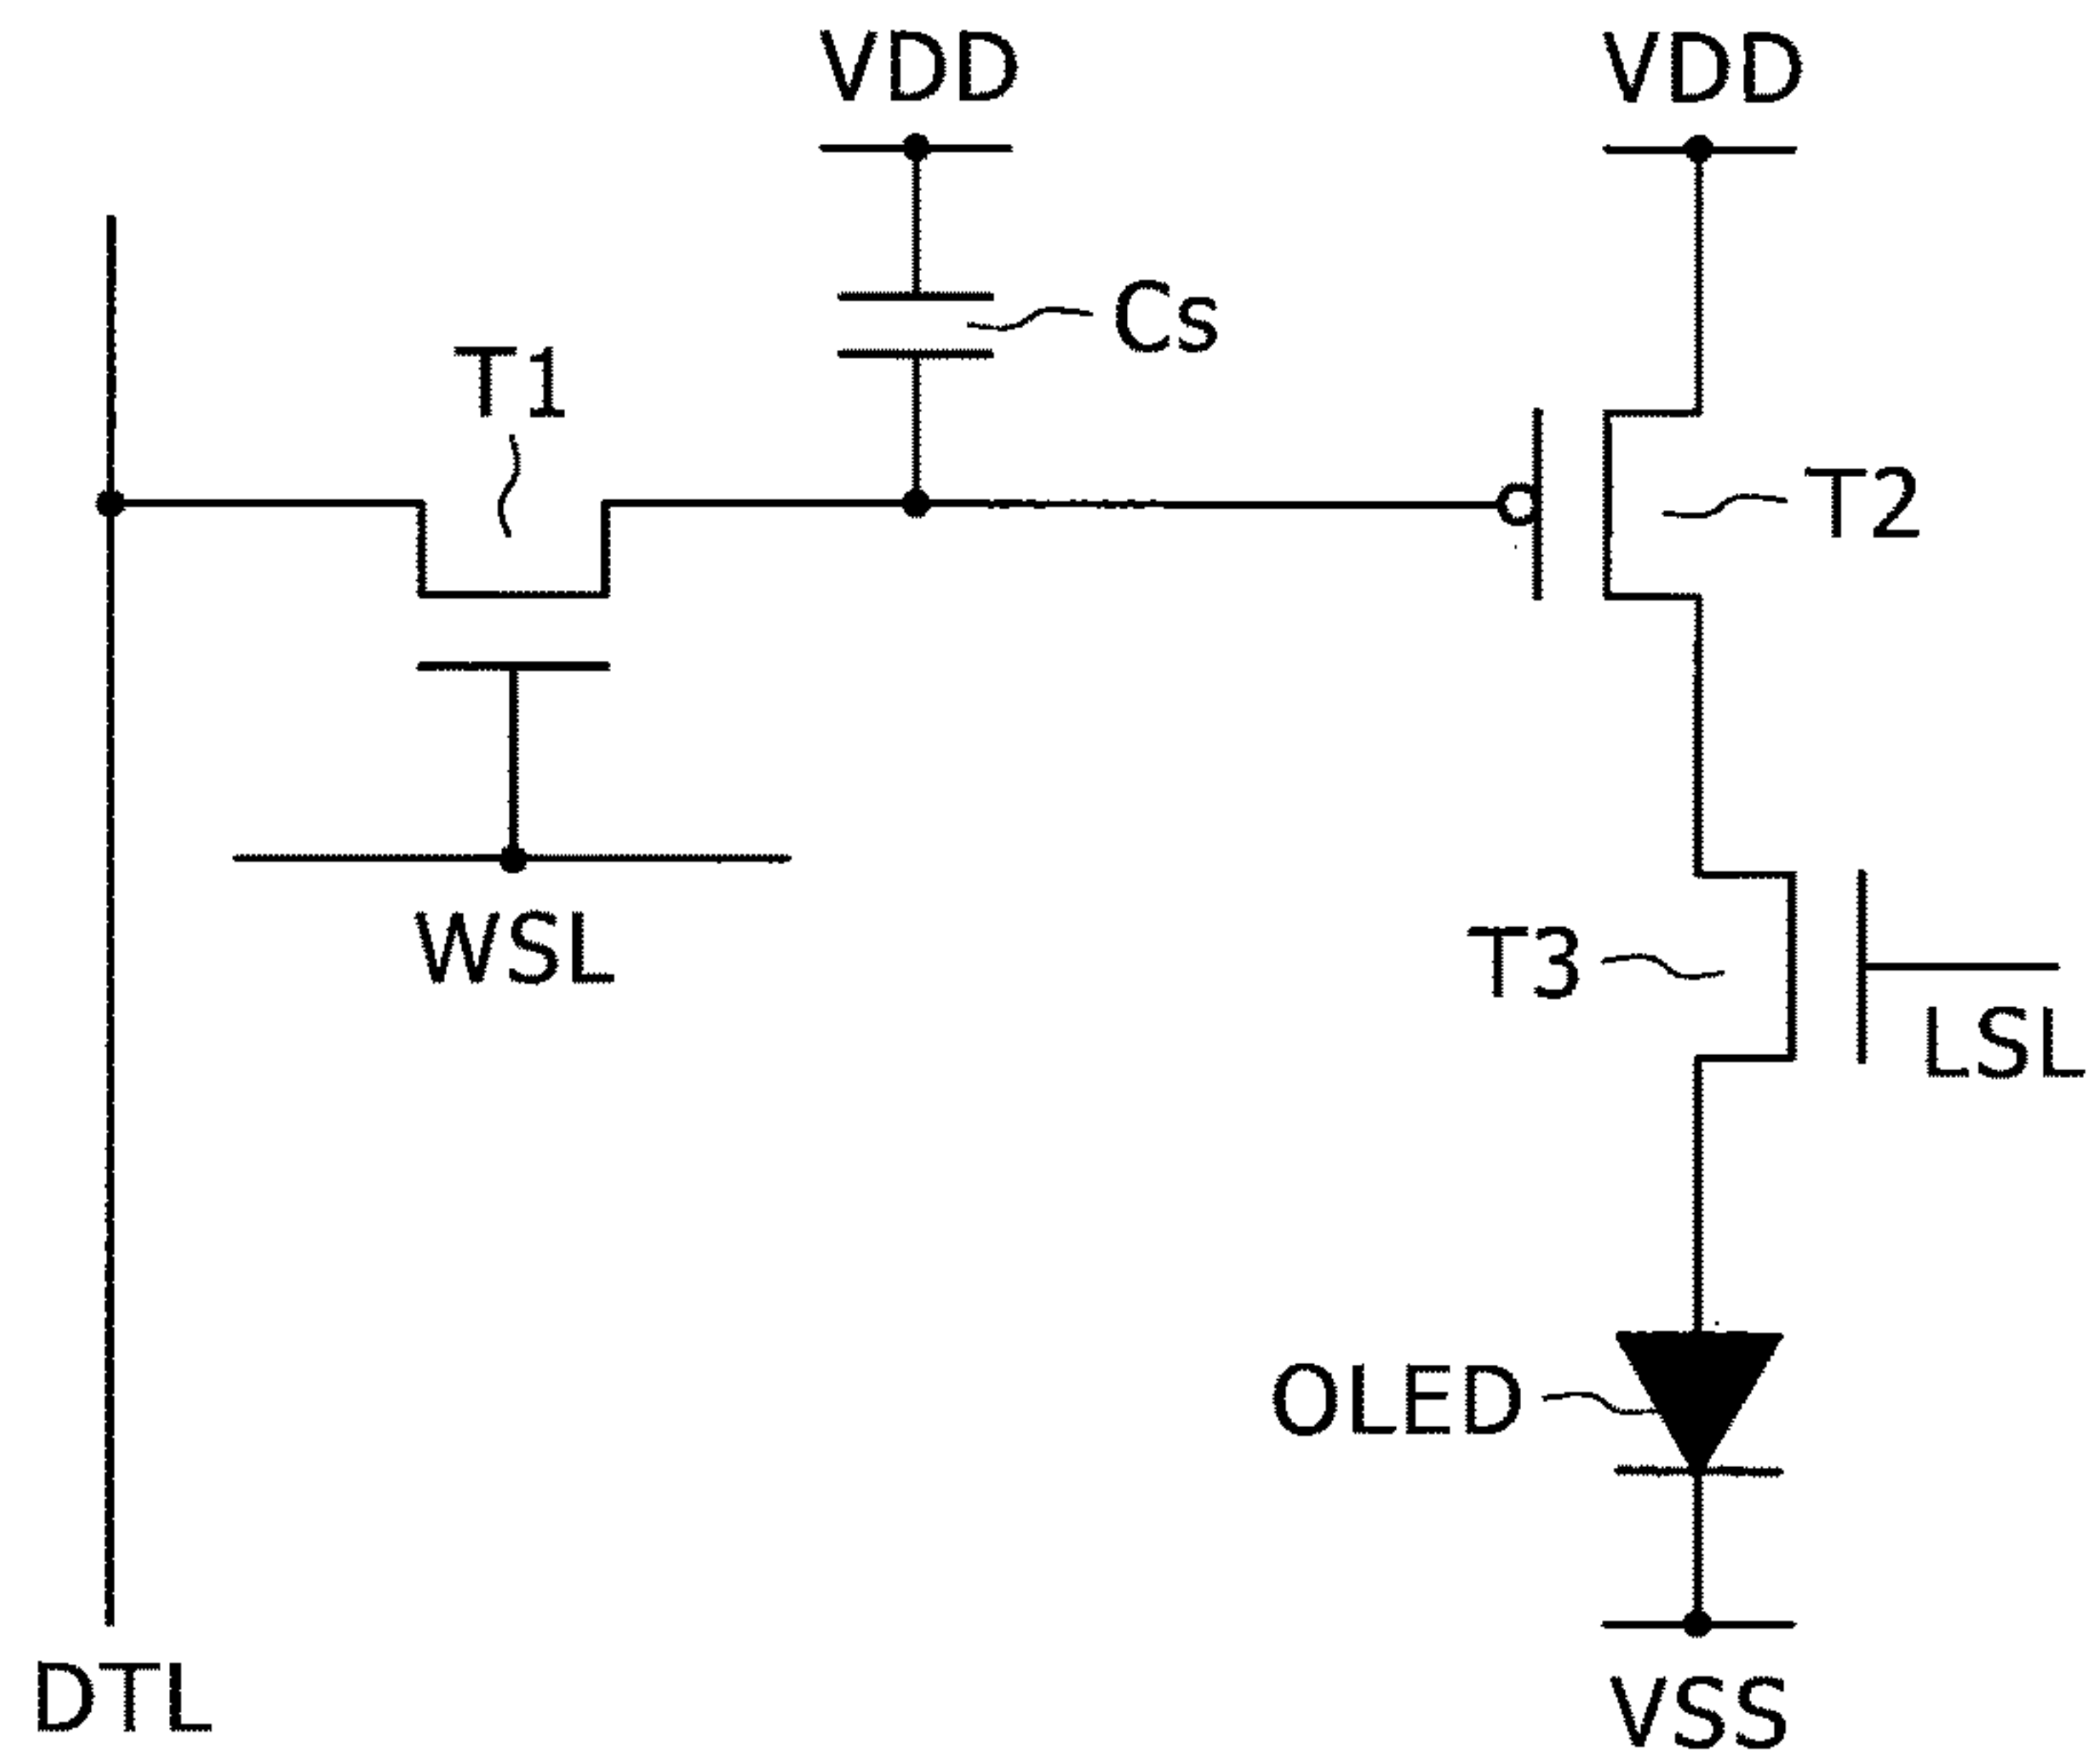 VDD
VDD
Cs
T1
T2
WSL
T3
LSL
OLED
DTL
VSS